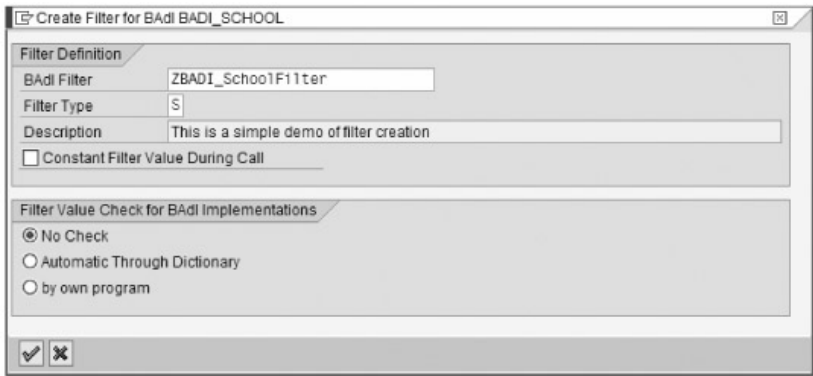 Create Filter for BAdI BADI_SCHOOL
Filter Definition
BAdI Filter ZBADI_SchoolFilter
Filter Type S
Description This is a simple demo of filter creation
Constant Filter Value During Call
Filter Value Check for BAdI Implementations
No Check
Automatic Through Dictionary
by own program